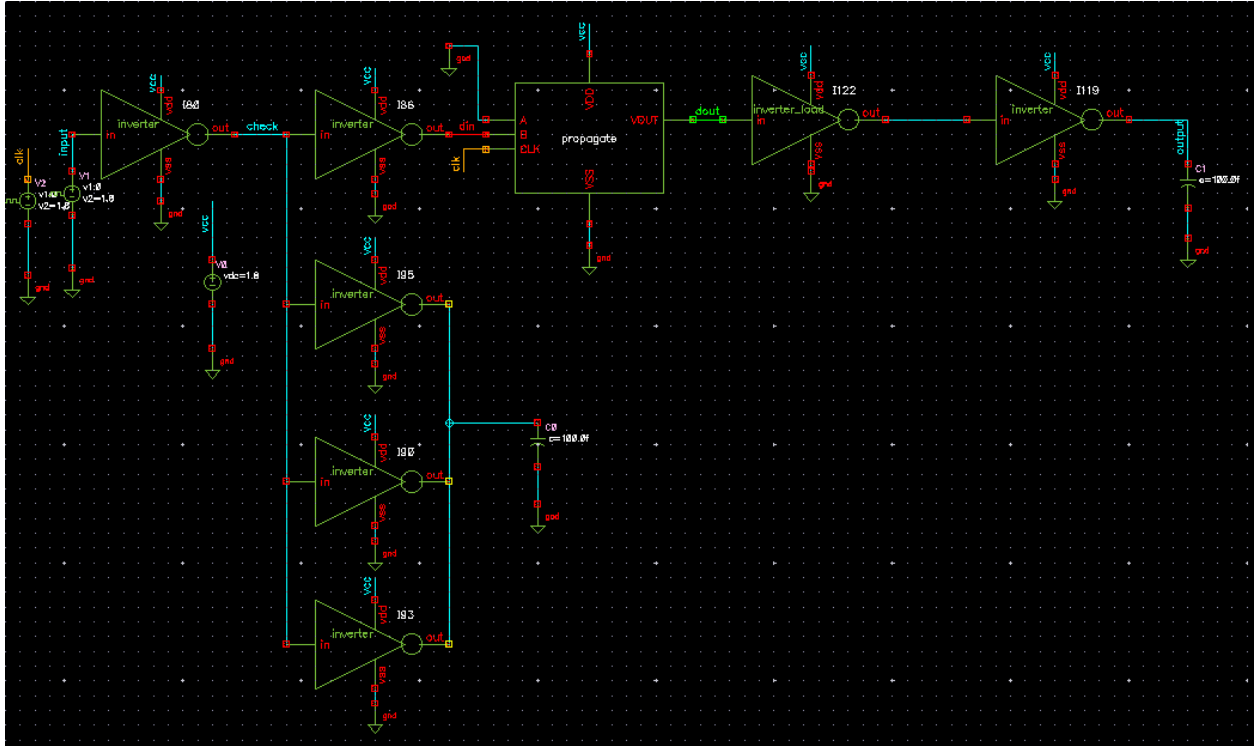 vcc
vdd
I80
inverter
in
out
vss
gnd
input
check
clk
V2
v1:0
v2=1.8
gnd
V1
v1:0
v2=1.8
gnd
vcc
V0
vdc=1.8
gnd
vcc
vdd
I86
inverter
in
out
vss
gnd
din
gnd
clk
vcc
VDD
A
B
CLK
propagate
VOUT
VSS
gnd
dout
vcc
vdd
I122
inverter_load
in
out
vss
gnd
vcc
vdd
I119
inverter
in
out
vss
gnd
output
C1
c=100.0f
gnd
vcc
vdd
I95
inverter
in
out
vss
gnd
vcc
vdd
I90
inverter
in
out
vss
gnd
C0
c=100.0f
gnd
vcc
vdd
I93
inverter
in
out
vss
gnd